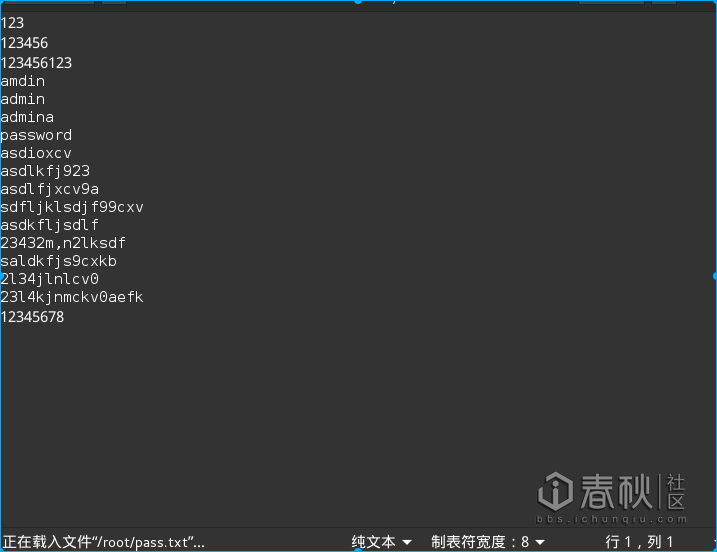 123
123456
123456123
amdin
admin
admina
password
asdioxcv
asdlkfj923
asdlfjxcv9a
sdfljklsdjf99cxv
asdkfljsdlf
23432m,n2lksdf
saldkfjs9cxkb
2l34jlnlcv0
23l4kjnmckv0aefk
12345678
春秋 社区
bbs.ichunqiu.com
正在载入文件“/root/pass.txt”... 纯文本 制表符宽度：8 行 1，列 1